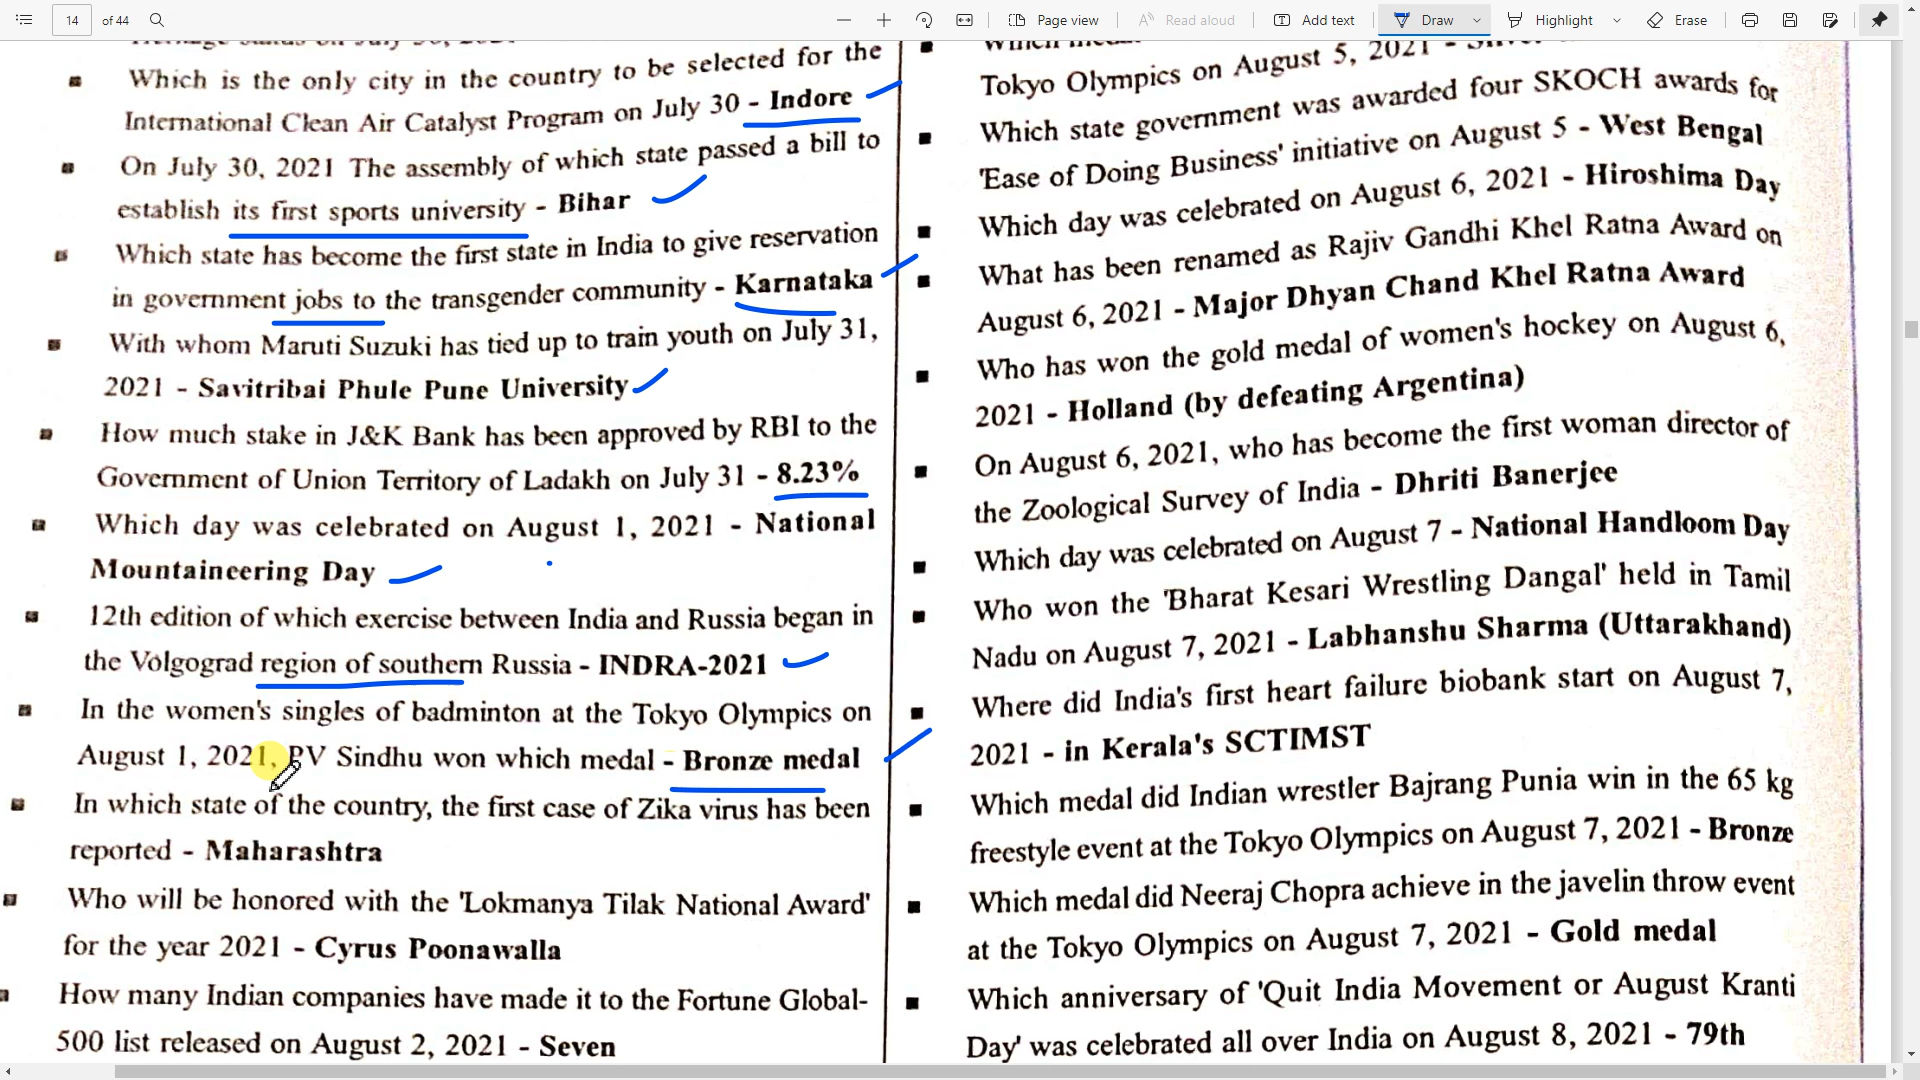 14 of 44
Page view
Read aloud
Add text
Draw
Highlight
Erase
Which is the only city in the country to be selected for the
International Clean Air Catalyst Program on July 30 - Indore
On July 30, 2021 The assembly of which state passed a bill to
establish its first sports university - Bihar
Which state has become the first state in India to give reservation
in government jobs to the transgender community - Karnataka
With whom Maruti Suzuki has tied up to train youth on July 31,
2021 - Savitribai Phule Pune University
How much stake in J&K Bank has been approved by RBI to the
Government of Union Territory of Ladakh on July 31 - 8.23%
Which day was celebrated on August 1, 2021 - National
Mountaineering Day
12th edition of which exercise between India and Russia began in
the Volgograd region of southern Russia - INDRA-2021
In the women's singles of badminton at the Tokyo Olympics on
August 1, 2021, PV Sindhu won which medal - Bronze medal
In which state of the country, the first case of Zika virus has been
reported - Maharashtra
Who will be honored with the 'Lokmanya Tilak National Award'
for the year 2021 - Cyrus Poonawalla
How many Indian companies have made it to the Fortune Global-
500 list released on August 2, 2021 - Seven
Tokyo Olympics on August 5, 2021 -
Which state government was awarded four SKOCH awards for
'Ease of Doing Business' initiative on August 5 - West Bengal
Which day was celebrated on August 6, 2021 - Hiroshima Day
What has been renamed as Rajiv Gandhi Khel Ratna Award on
August 6, 2021 - Major Dhyan Chand Khel Ratna Award
Who has won the gold medal of women's hockey on August 6,
2021 - Holland (by defeating Argentina)
On August 6, 2021, who has become the first woman director of
the Zoological Survey of India - Dhriti Banerjee
Which day was celebrated on August 7 - National Handloom Day
Who won the 'Bharat Kesari Wrestling Dangal' held in Tamil
Nadu on August 7, 2021 - Labhanshu Sharma (Uttarakhand)
Where did India's first heart failure biobank start on August 7,
2021 - in Kerala's SCTIMST
Which medal did Indian wrestler Bajrang Punia win in the 65 kg
freestyle event at the Tokyo Olympics on August 7, 2021 - Bronze
Which medal did Neeraj Chopra achieve in the javelin throw event
at the Tokyo Olympics on August 7, 2021 - Gold medal
Which anniversary of 'Quit India Movement or August Kranti
Day' was celebrated all over India on August 8, 2021 - 79th